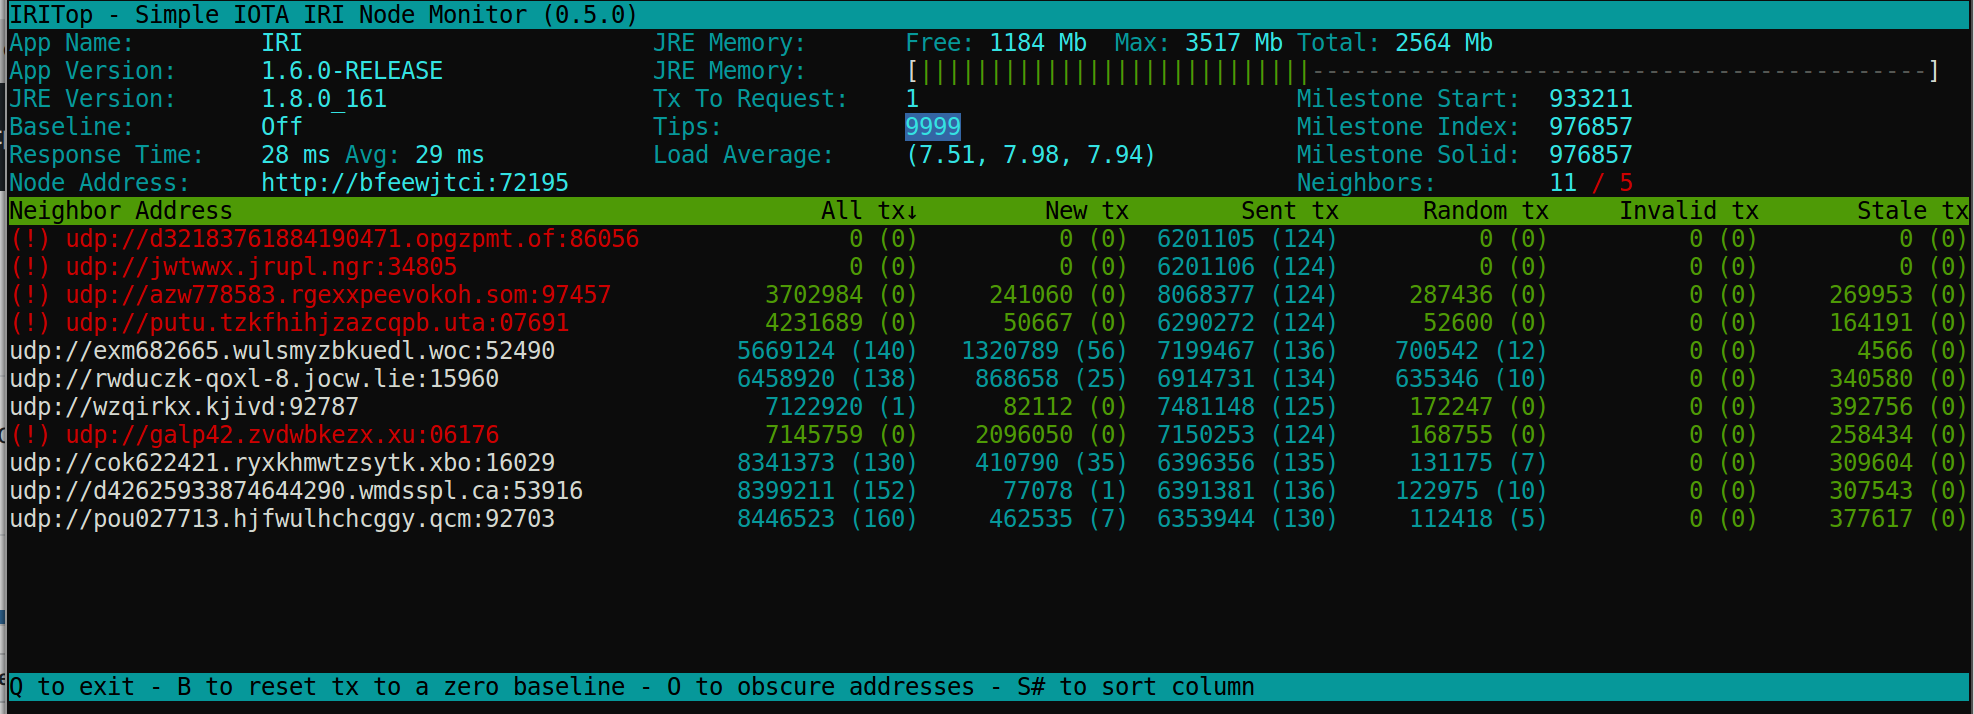 IRITop - Simple IOTA IRI Node Monitor (0.5.0)
App Name: IRI JRE Memory: Free: 1184 Mb Max: 3517 Mb Total: 2564 Mb
App Version: 1.6.0-RELEASE JRE Memory: [||||||||||||||||||||||||||||--------------------------------------------]
JRE Version: 1.8.0_161 Tx To Request: 1 Milestone Start: 933211
Baseline: Off Tips: 9999 Milestone Index: 976857
Response Time: 28 ms Avg: 29 ms Load Average: (7.51, 7.98, 7.94) Milestone Solid: 976857
Node Address: http://bfeewjtci:72195 Neighbors: 11 / 5
Neighbor Address All tx↓ New tx Sent tx Random tx Invalid tx Stale tx
(!) udp://d32183761884190471.opgzpmt.of:86056 0 (0) 0 (0) 6201105 (124) 0 (0) 0 (0) 0 (0)
(!) udp://jwtwwx.jrupl.ngr:34805 0 (0) 0 (0) 6201106 (124) 0 (0) 0 (0) 0 (0)
(!) udp://azw778583.rgexxpeevokoh.som:97457 3702984 (0) 241060 (0) 8068377 (124) 287436 (0) 0 (0) 269953 (0)
(!) udp://putu.tzkfhihjzazcqpb.uta:07691 4231689 (0) 50667 (0) 6290272 (124) 52600 (0) 0 (0) 164191 (0)
udp://exm682665.wulsmyzbkuedl.woc:52490 5669124 (140) 1320789 (56) 7199467 (136) 700542 (12) 0 (0) 4566 (0)
udp://rwduczk-qoxl-8.jocw.lie:15960 6458920 (138) 868658 (25) 6914731 (134) 635346 (10) 0 (0) 340580 (0)
udp://wzqirkx.kjivd:92787 7122920 (1) 82112 (0) 7481148 (125) 172247 (0) 0 (0) 392756 (0)
(!) udp://galp42.zvdwbkezx.xu:06176 7145759 (0) 2096050 (0) 7150253 (124) 168755 (0) 0 (0) 258434 (0)
udp://cok622421.ryxkhmwtzsytk.xbo:16029 8341373 (130) 410790 (35) 6396356 (135) 131175 (7) 0 (0) 309604 (0)
udp://d42625933874644290.wmdsspl.ca:53916 8399211 (152) 77078 (1) 6391381 (136) 122975 (10) 0 (0) 307543 (0)
udp://pou027713.hjfwulhchcggy.qcm:92703 8446523 (160) 462535 (7) 6353944 (130) 112418 (5) 0 (0) 377617 (0)
Q to exit - B to reset tx to a zero baseline - O to obscure addresses - S# to sort column